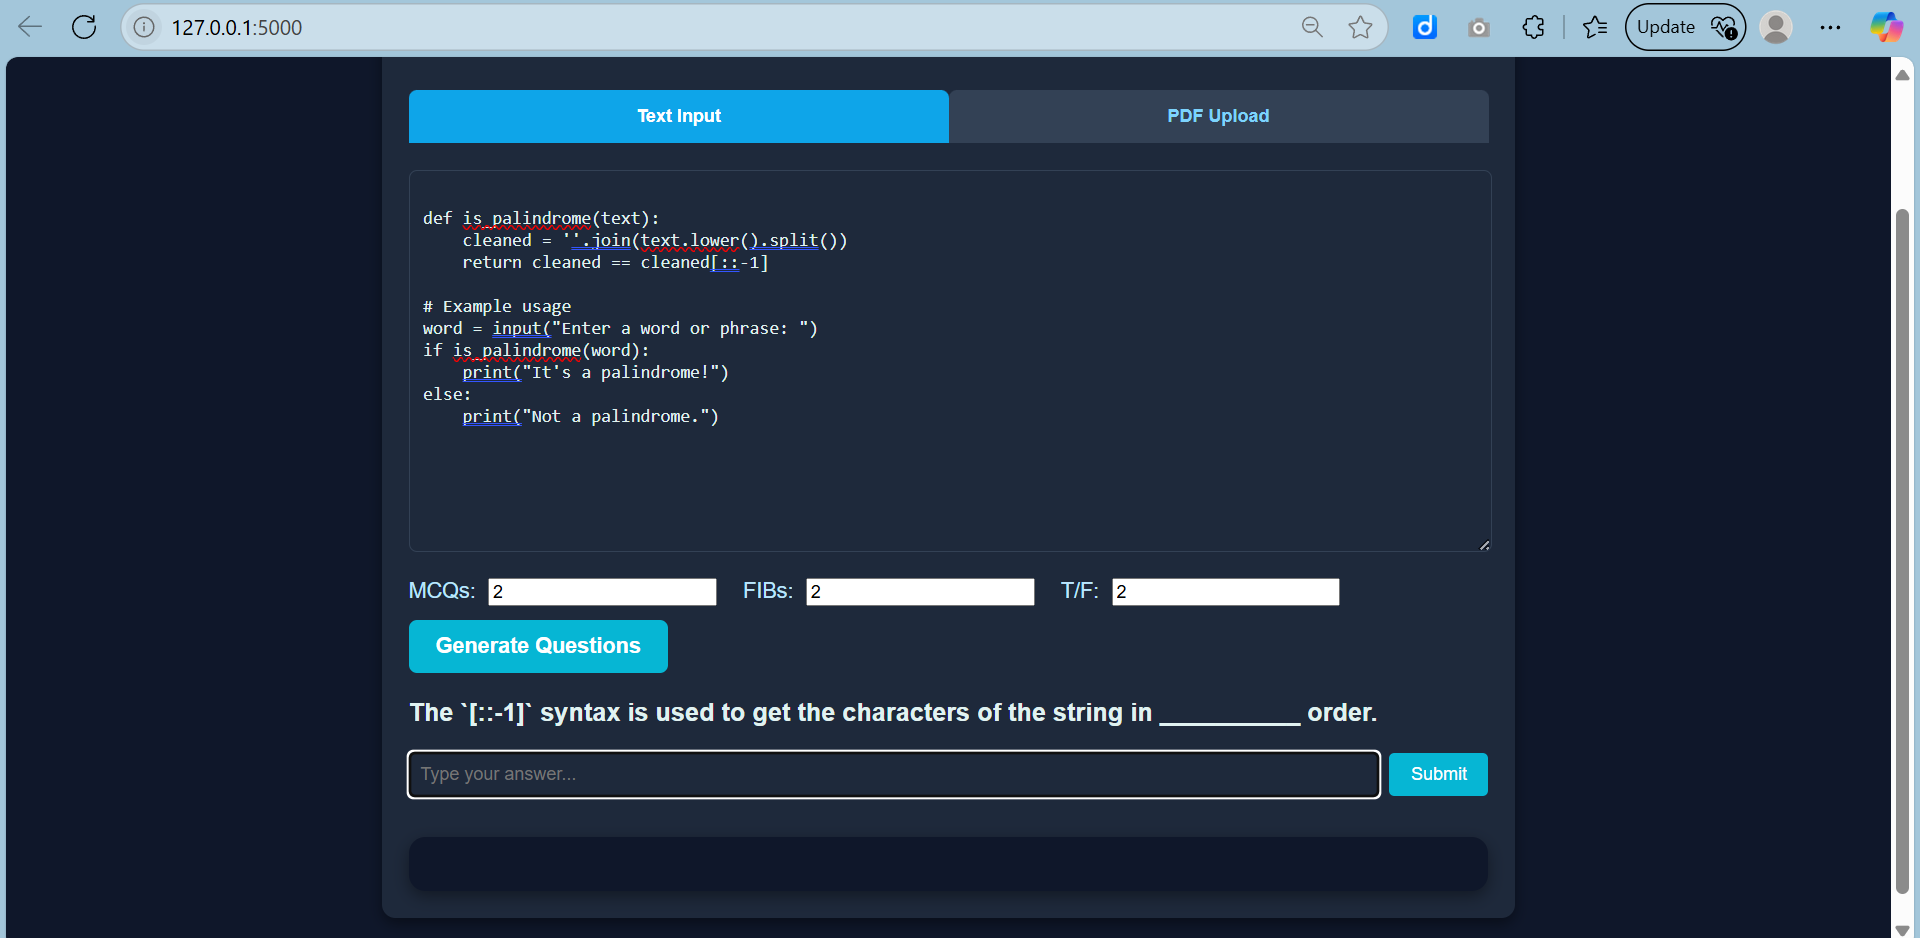 127.0.0.1:5000
Update
Text Input
PDF Upload
def is_palindrome(text):
    cleaned = ''.join(text.lower().split())
    return cleaned == cleaned[::-1]
# Example usage
word = input("Enter a word or phrase: ")
if is_palindrome(word):
    print("It's a palindrome!")
else:
    print("Not a palindrome.")
MCQs: 2 FIBs: 2 T/F: 2
Generate Questions
The `[::-1]` syntax is used to get the characters of the string in __________ order.
Type your answer...
Submit